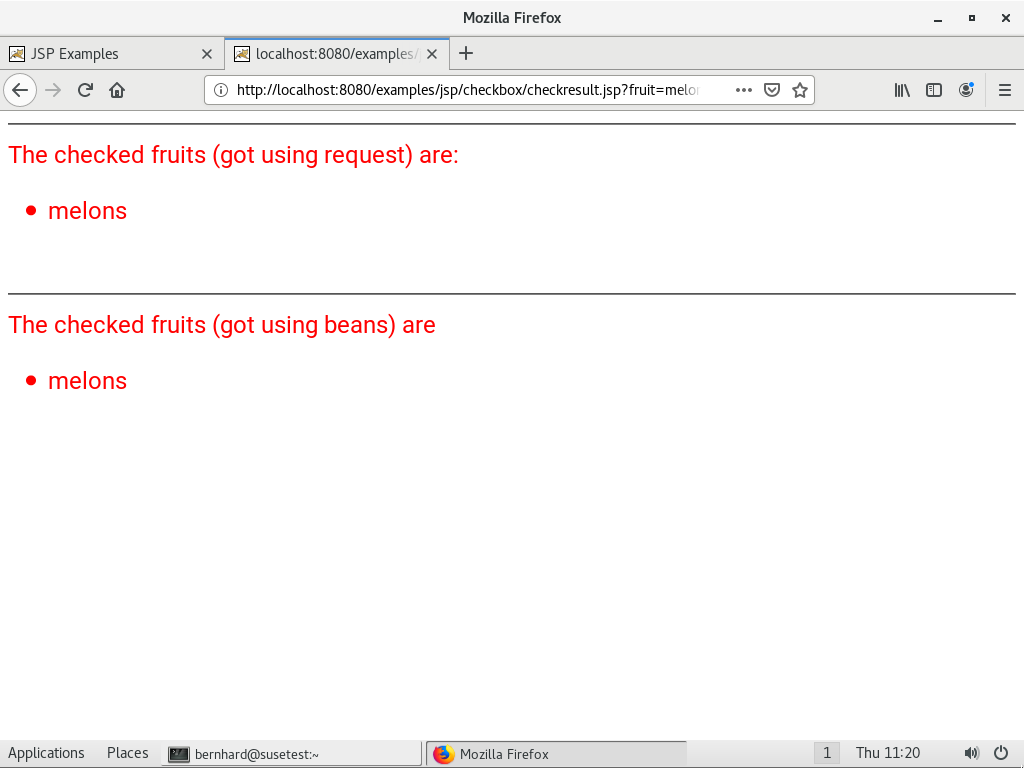 Mozilla Firefox
JSP Examples
localhost:8080/examples/
http://localhost:8080/examples/jsp/checkbox/checkresult.jsp?fruit=melo
The checked fruits (got using request) are:
melons
The checked fruits (got using beans) are
melons
Applications Places bernhard@susetest:~ Mozilla Firefox 1 Thu 11:20